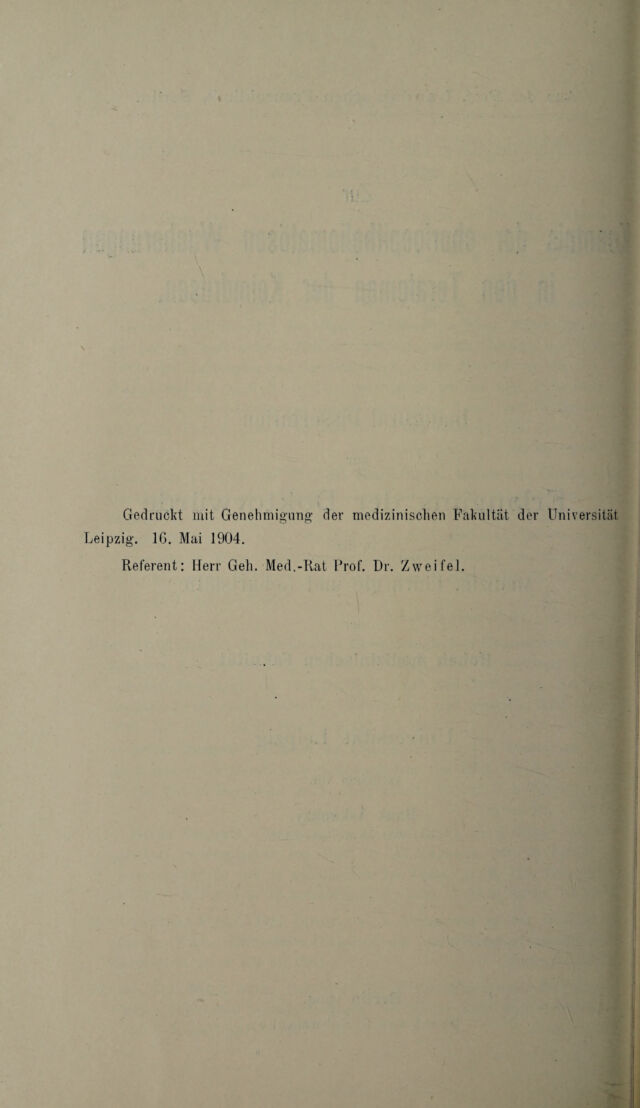 Gedruckt mit Genehmigung der medizinischen Fakultät der Universität
Leipzig. 16. Mai 1904.
Referent: Herr Geh. Med.-Rat Prof. Dr. Zweifel.